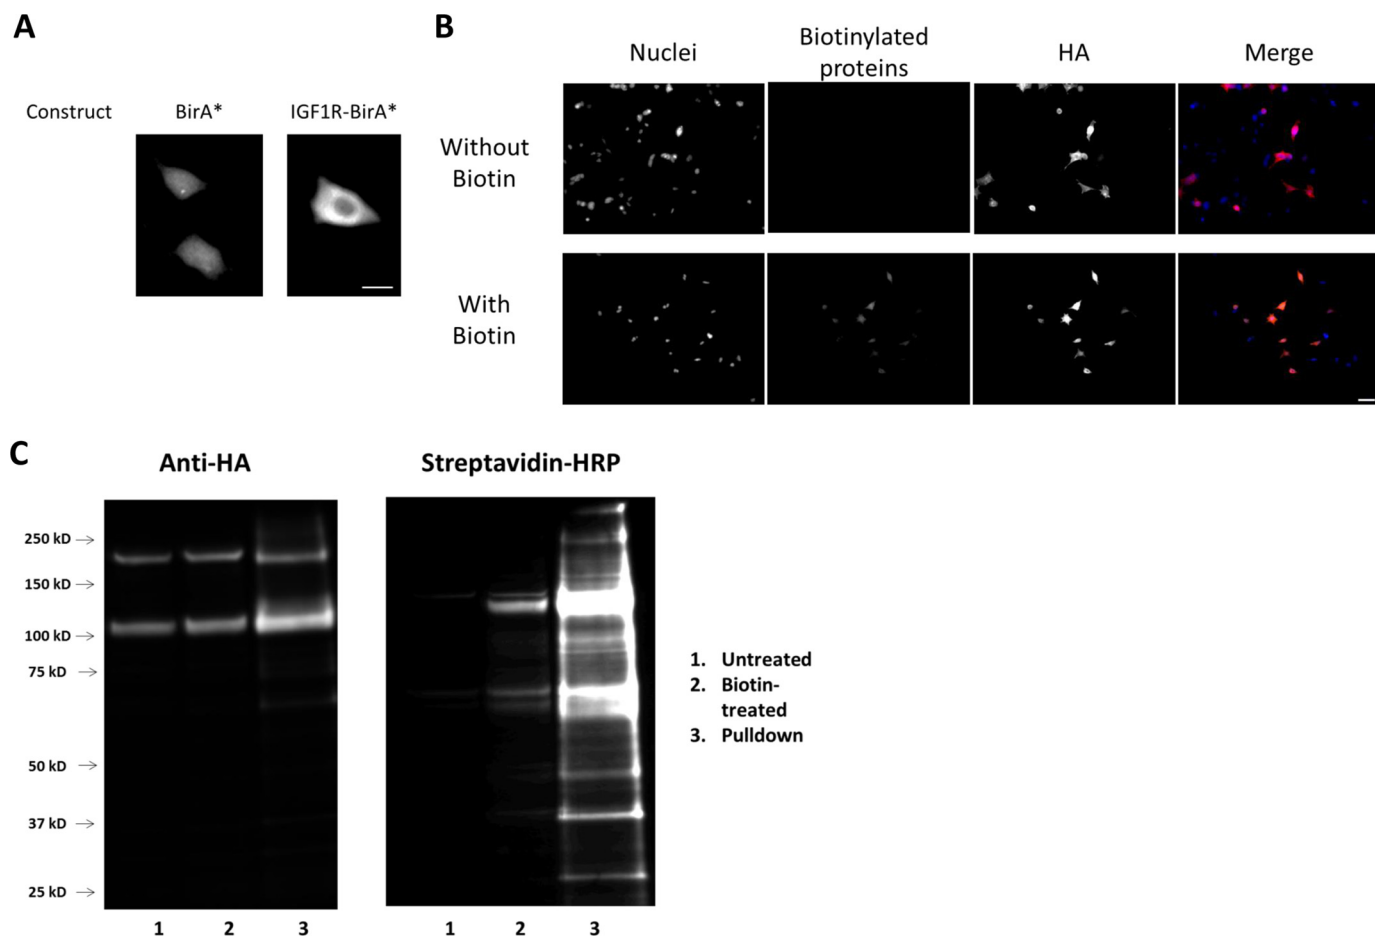 A
Construct
BirA*
IGF1R-BirA*
B
Nuclei
Biotinylated
proteins
HA
Merge
Without
Biotin
With
Biotin
C
Anti-HA
Streptavidin-HRP
250 kD →
150 kD →
100 kD →
75 kD →
50 kD →
37 kD →
25 kD →
1 2 3
1 2 3
1. Untreated
2. Biotin-
treated
3. Pulldown